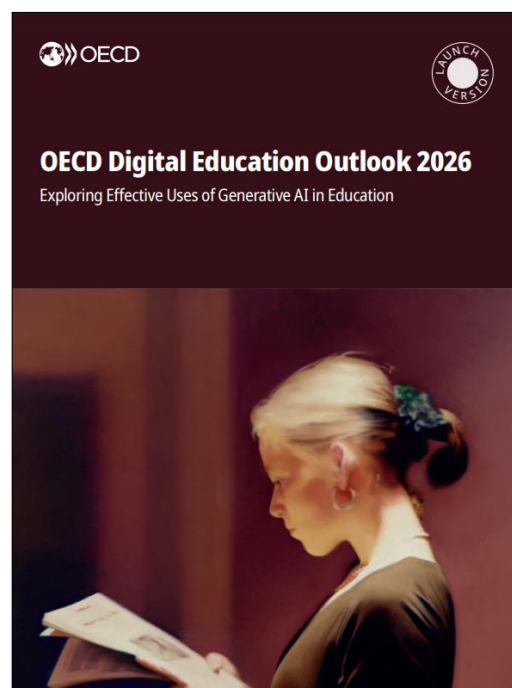 OECD
LAUNCH
VERSION
OECD Digital Education Outlook 2026
Exploring Effective Uses of Generative AI in Education